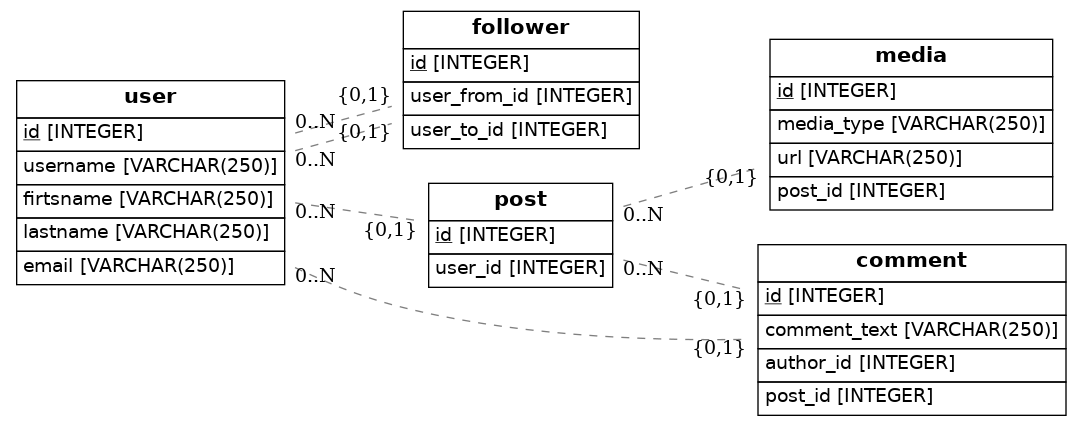 user
id [INTEGER]
username [VARCHAR(250)]
firtsname [VARCHAR(250)]
lastname [VARCHAR(250)]
email [VARCHAR(250)]
follower
id [INTEGER]
user_from_id [INTEGER]
user_to_id [INTEGER]
{0,1}
0..N
{0,1}
0..N
post
id [INTEGER]
user_id [INTEGER]
0..N
{0,1}
media
id [INTEGER]
media_type [VARCHAR(250)]
url [VARCHAR(250)]
post_id [INTEGER]
{0,1}
0..N
comment
id [INTEGER]
comment_text [VARCHAR(250)]
author_id [INTEGER]
post_id [INTEGER]
0..N
{0,1}
0..N
{0,1}